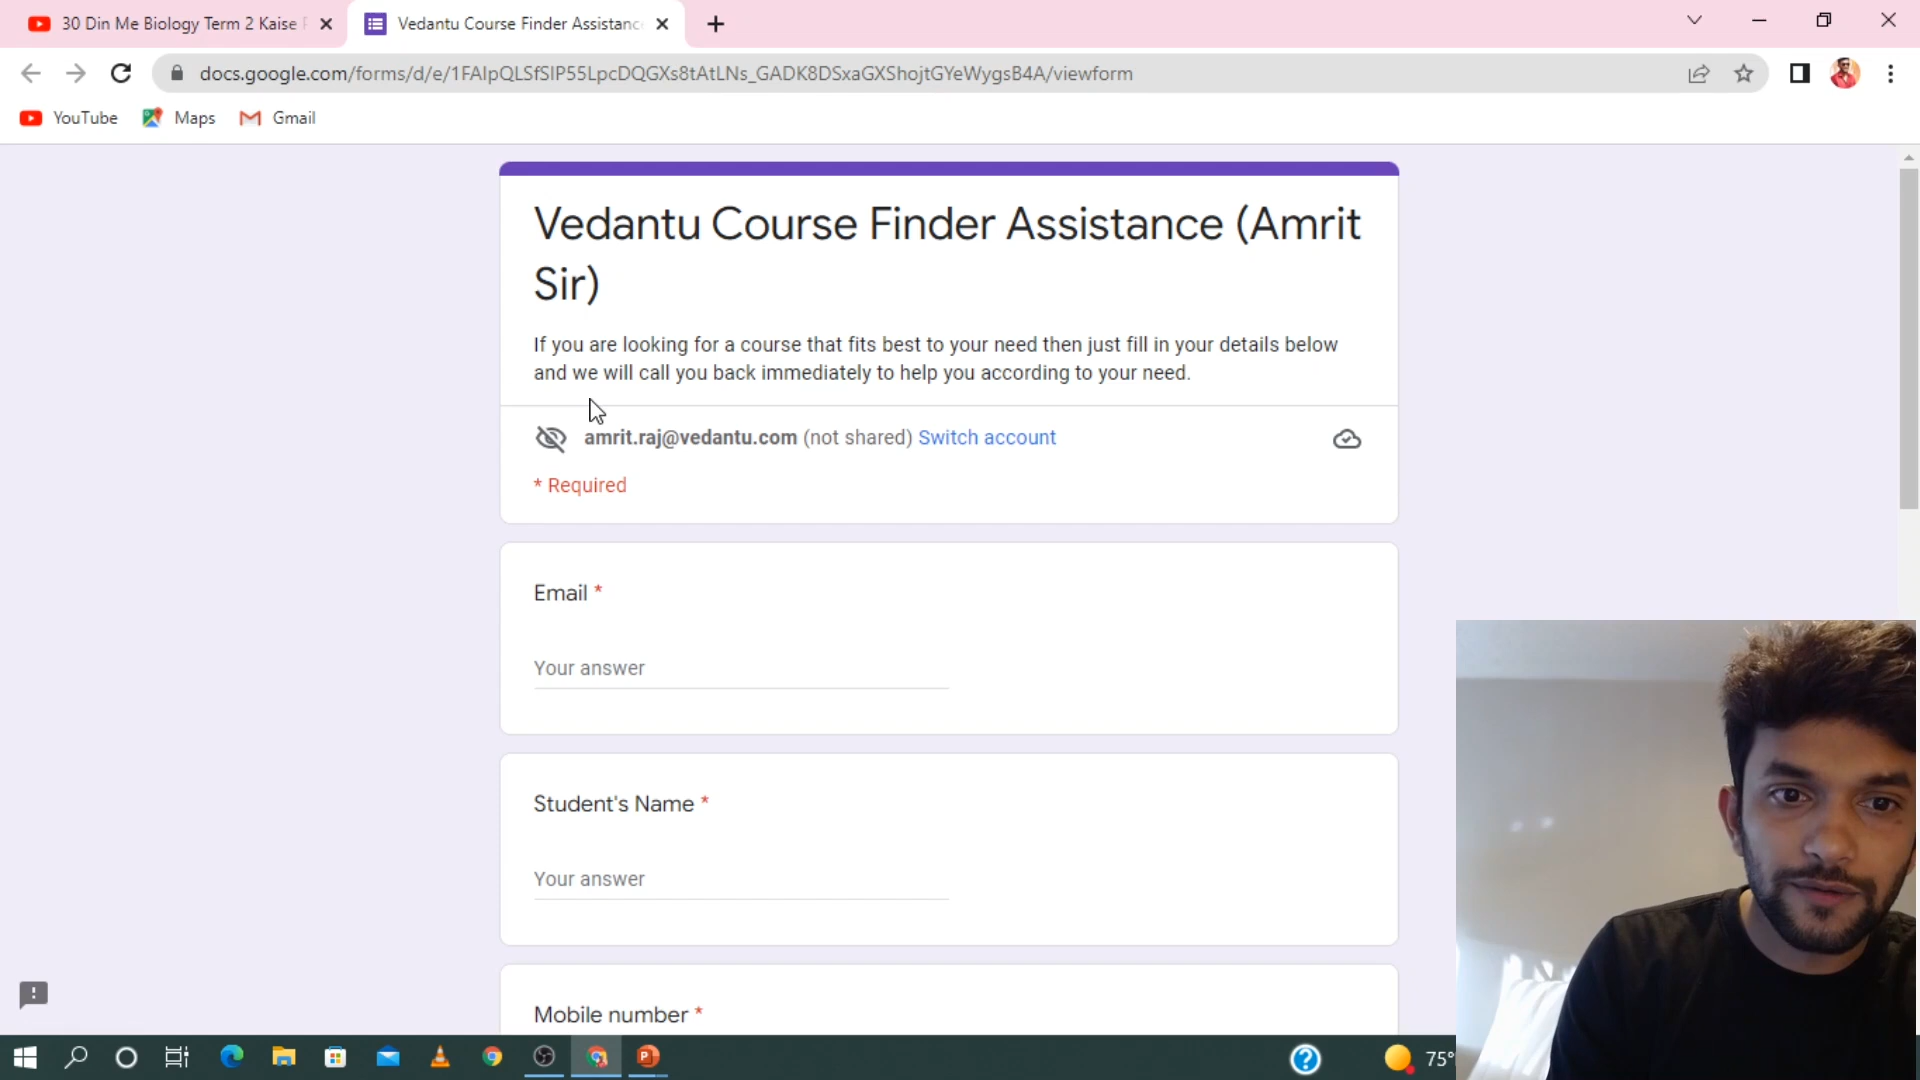 30 Din Me Biology Term 2 Kaise
Vedantu Course Finder Assistanc
docs.google.com/forms/d/e/1FAIpQLSfSIP55LpcDQGXs8tAtLNs_GADK8DSxaGXShojtGYeWygsB4A/viewform
YouTube
Maps
Gmail
Vedantu Course Finder Assistance (Amrit
Sir)
If you are looking for a course that fits best to your need then just fill in your details below
and we will call you back immediately to help you according to your need.
amrit.raj@vedantu.com (not shared) Switch account
* Required
Email *
Your answer
Student's Name *
Your answer
Mobile number *
75°